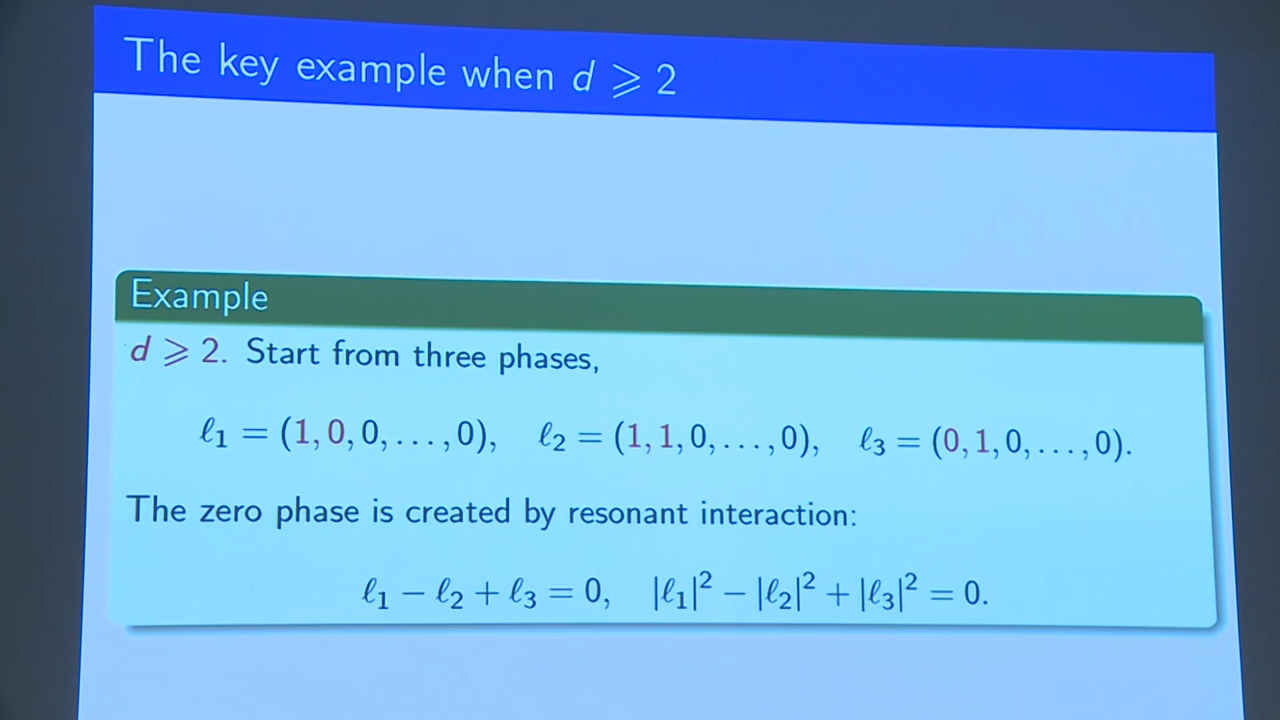 The key example when d ⩾ 2
Example
d ⩾ 2. Start from three phases,
ℓ₁ = (1, 0, 0, . . . , 0), ℓ₂ = (1, 1, 0, . . . , 0), ℓ₃ = (0, 1, 0, . . . , 0).
The zero phase is created by resonant interaction:
ℓ₁ − ℓ₂ + ℓ₃ = 0, |ℓ₁|² − |ℓ₂|² + |ℓ₃|² = 0.